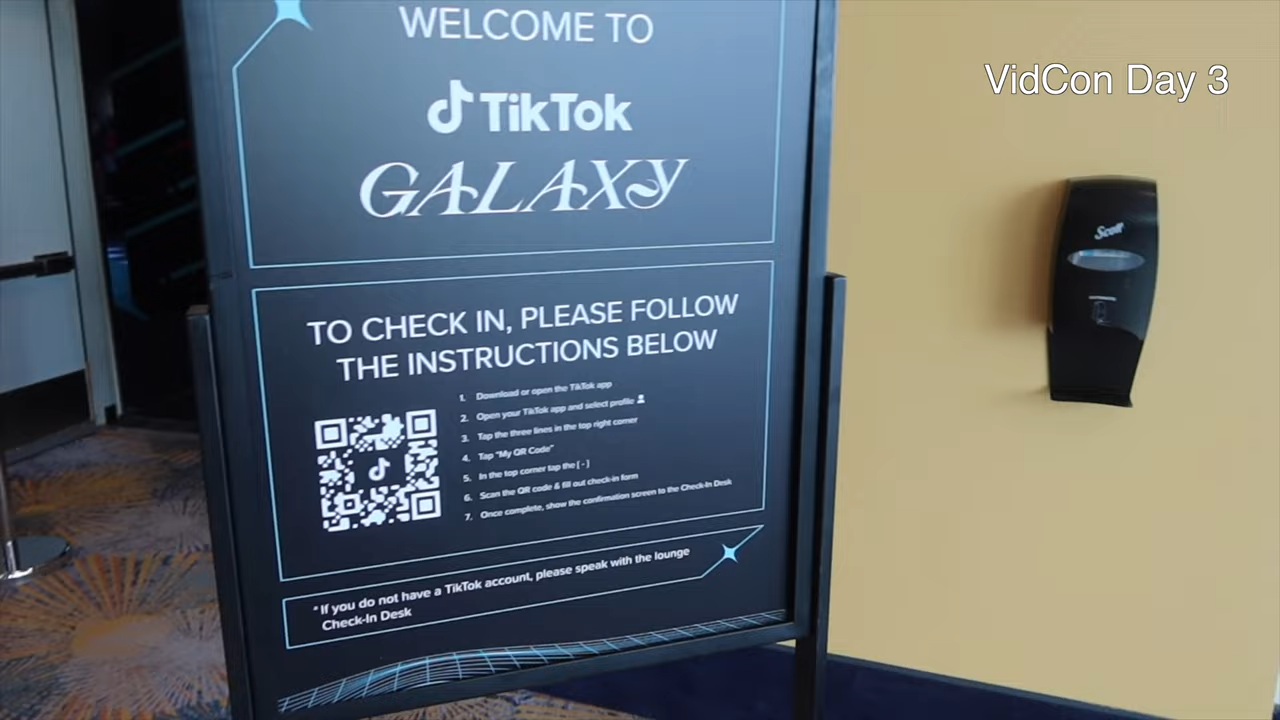 WELCOME TO
TikTok
GALAXY
VidCon Day 3
Scott
TO CHECK IN, PLEASE FOLLOW
THE INSTRUCTIONS BELOW
1. Download or open the TikTok app
2. Open your TikTok app and select profile
3. Tap the three lines in the top right corner
4. Tap "My QR Code"
5. In the top corner tap the [-]
6. Scan the QR code & fill out check-in form
7. Once complete, show the confirmation screen to the Check-In Desk
*If you do not have a TikTok account, please speak with the lounge
Check-In Desk